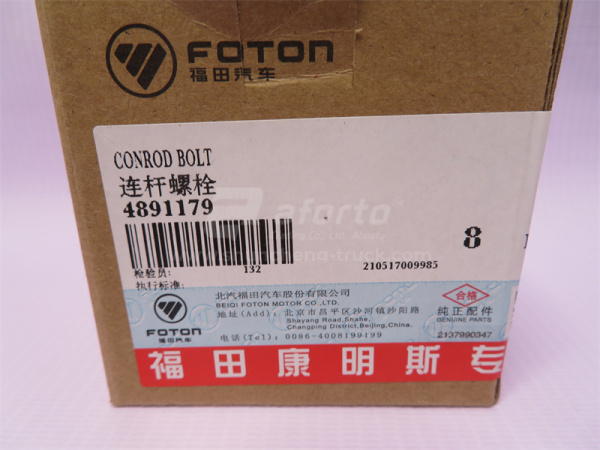 FOTON
福田汽车
CONROD BOLT
连杆螺栓
4891179
aforto
8
检验员: 132
210517009985
执行标准:
北汽福田汽车股份有限公司
BEIQI FOTON MOTOR CO.,LTD.
地址(Add): 北京市昌平区沙河镇沙阳路
Shayang Road,Shahe,
Changping District,Beijing,China.
电话(Tel): 0086-4008199199
FOTON
福田汽车
合格
纯正配件
GENUINE PARTS
2137990347
福田康明斯专